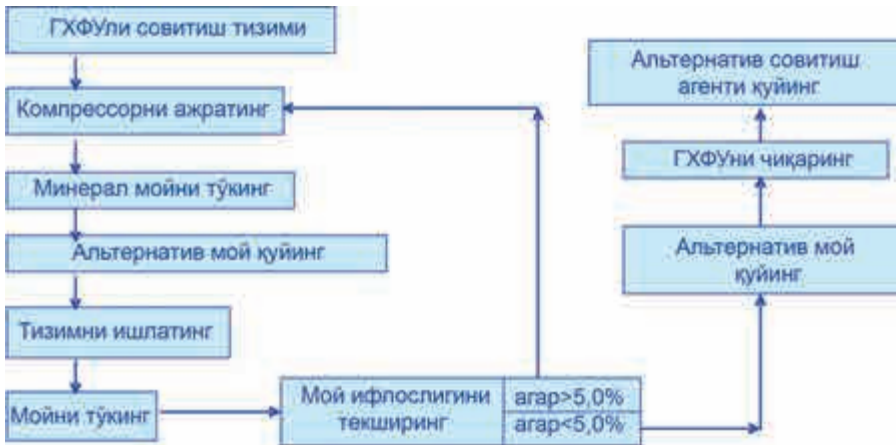 ГХФУли совитиш тизими
Компрессорни ажратинг
Минерал мойни тўкинг
Альтернатив мой қуйинг
Тизимни ишлатинг
Мойни тўкинг
Мой ифлослигини
текширинг
агар>5,0%
агар<5,0%
Альтернатив мой
қуйинг
ГХФУни чиқаринг
Альтернатив совитиш
агенти қуйинг